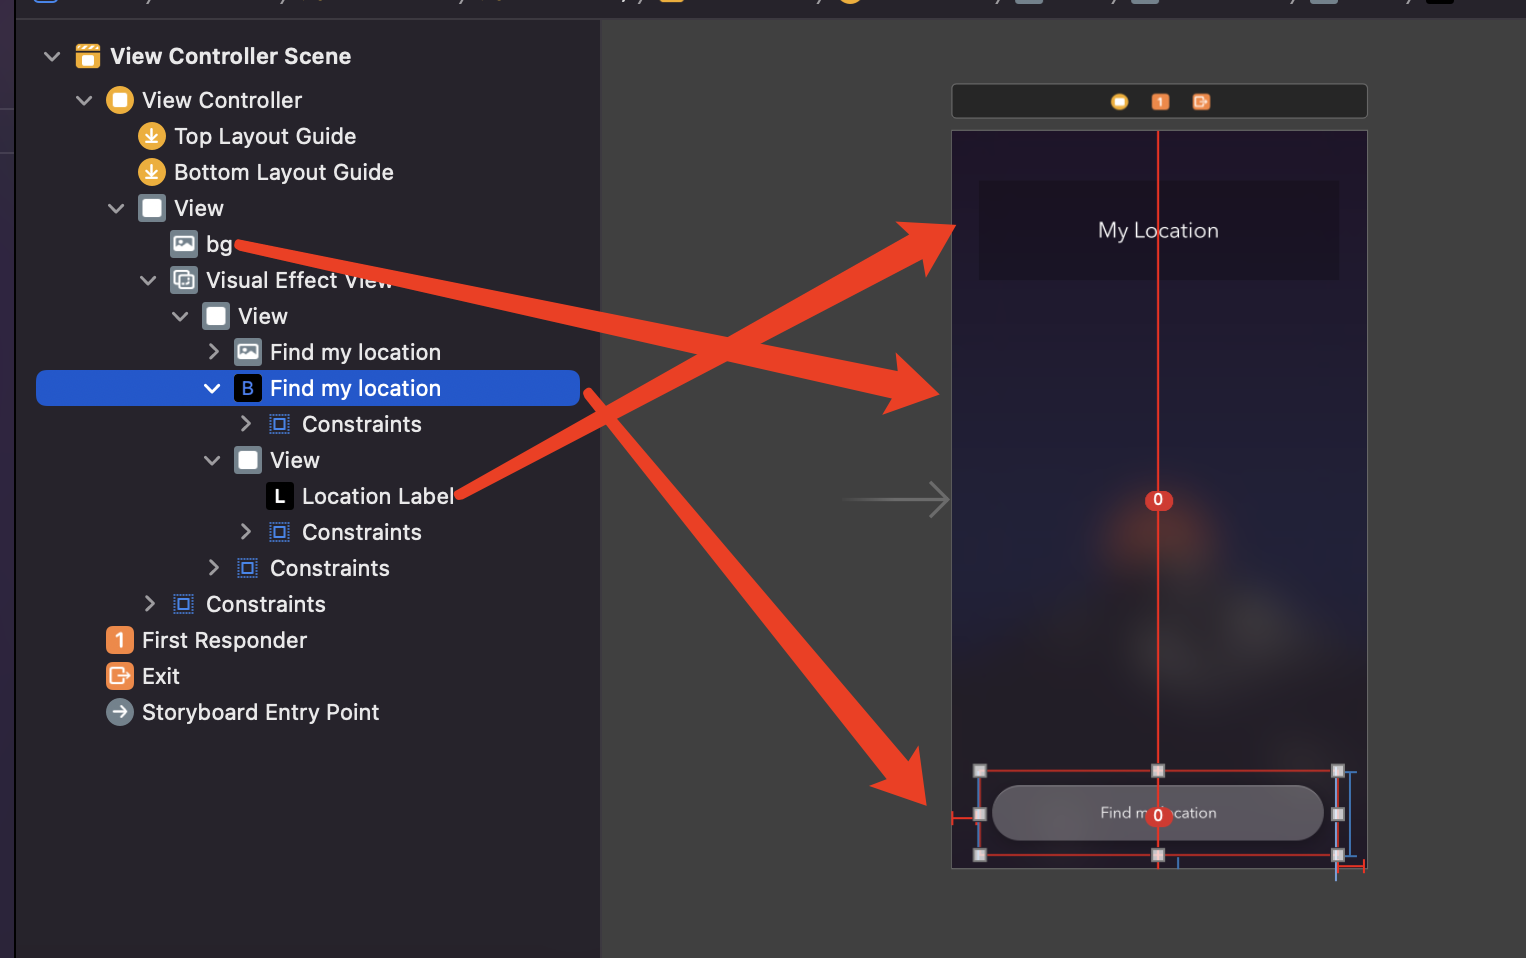 View Controller Scene
View Controller
Top Layout Guide
Bottom Layout Guide
View
bg
Visual Effect View
View
Find my location
B Find my location
Constraints
View
L Location Label
Constraints
Constraints
Constraints
1 First Responder
Exit
Storyboard Entry Point
1
My Location
0
Find my location
0